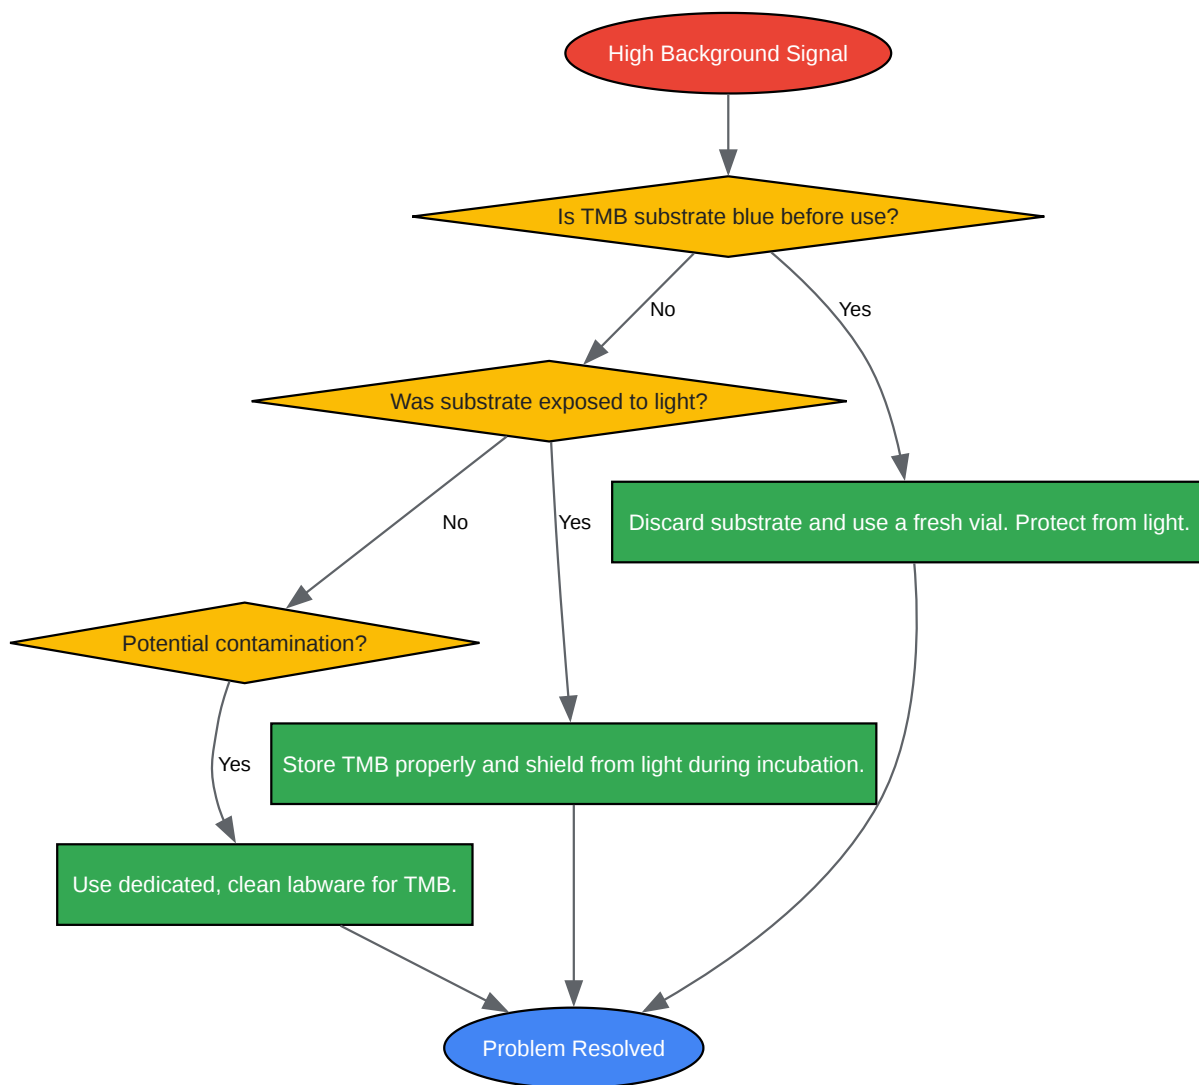 High Background Signal
Is TMB substrate blue before use?
No
Yes
Was substrate exposed to light?
No
Yes
Discard substrate and use a fresh vial. Protect from light.
Potential contamination?
Yes
Store TMB properly and shield from light during incubation.
Use dedicated, clean labware for TMB.
Problem Resolved